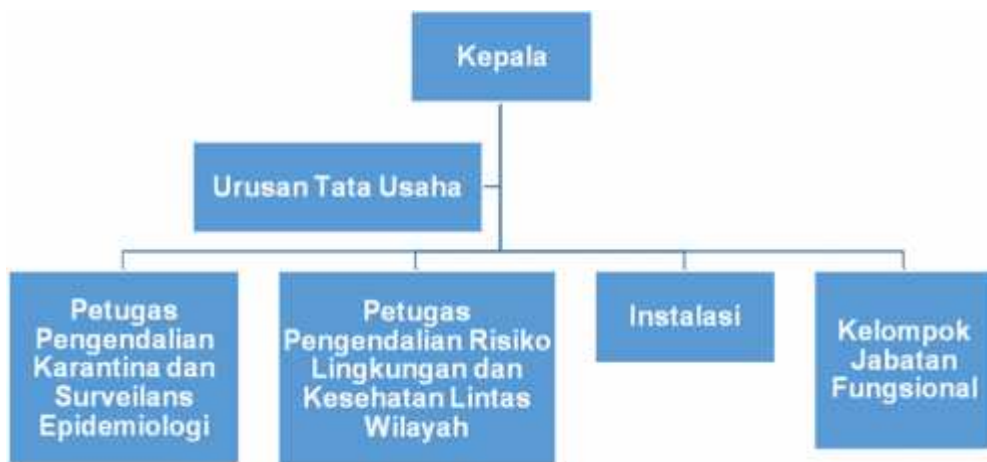 Kepala
Urusan Tata Usaha
Petugas
Pengendalian
Karantina dan
Surveilans
Epidemiologi
Petugas
Pengendalian Risiko
Lingkungan dan
Kesehatan Lintas
Wilayah
Instalasi
Kelompok
Jabatan
Fungsional